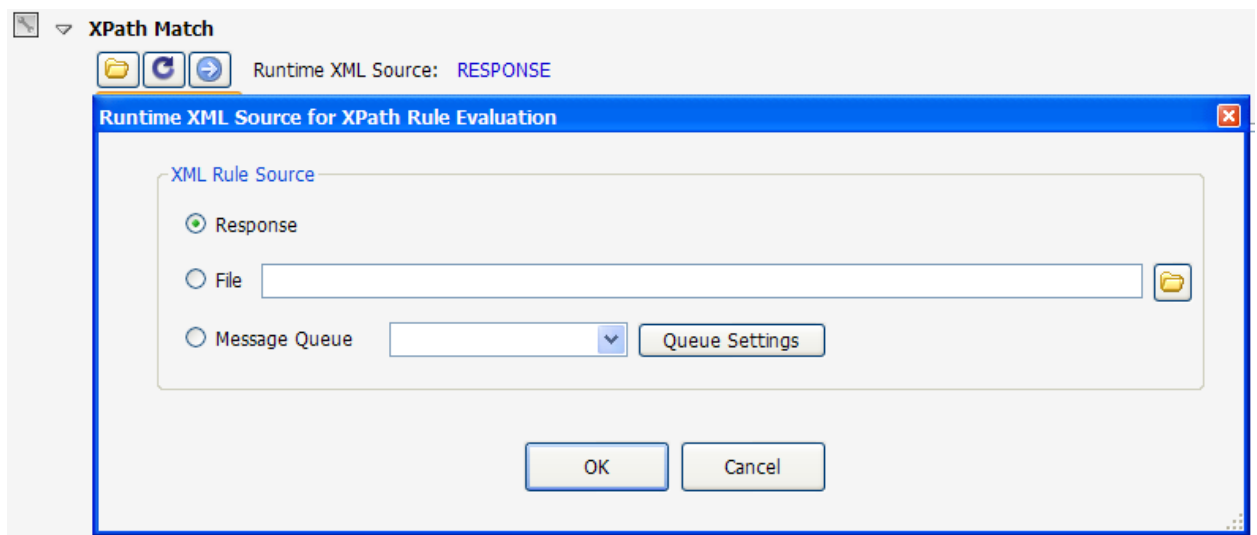 XPath Match
Runtime XML Source: RESPONSE
Runtime XML Source for XPath Rule Evaluation
XML Rule Source
Response
File
Message Queue Queue Settings
OK Cancel